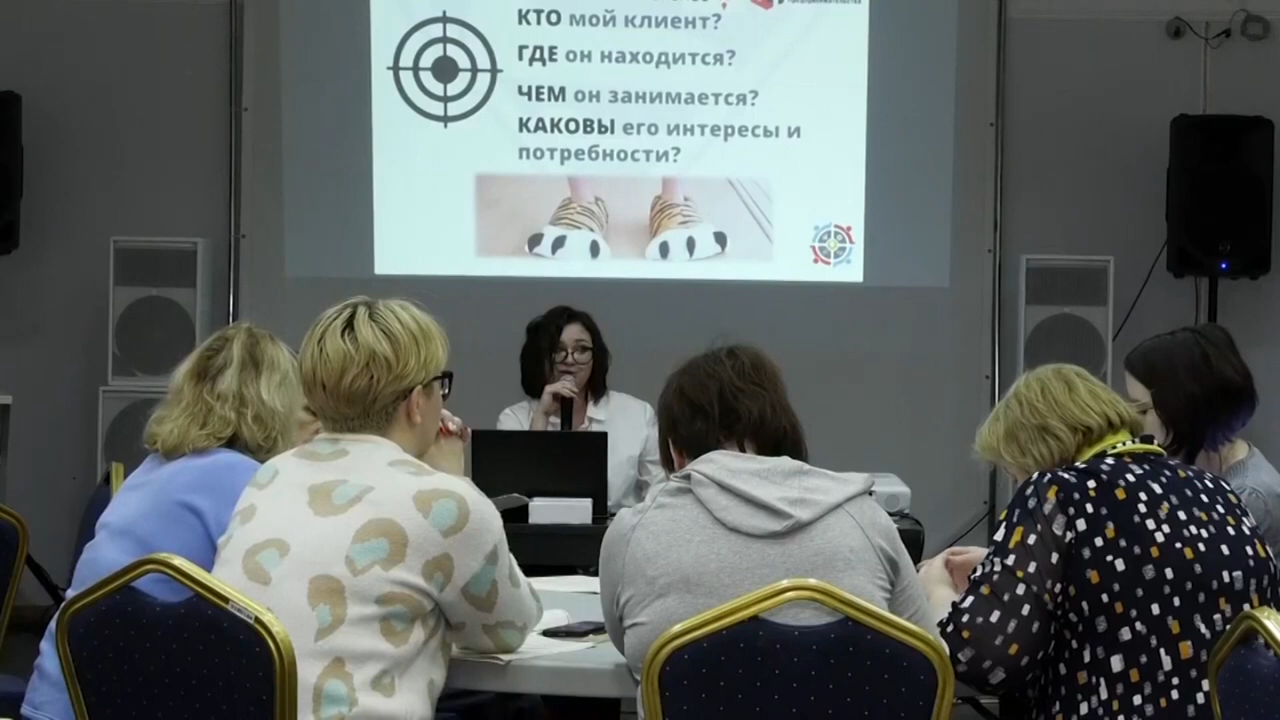 КТО мой клиент?
ГДЕ он находится?
ЧЕМ он занимается?
КАКОВЫ его интересы и
потребности?